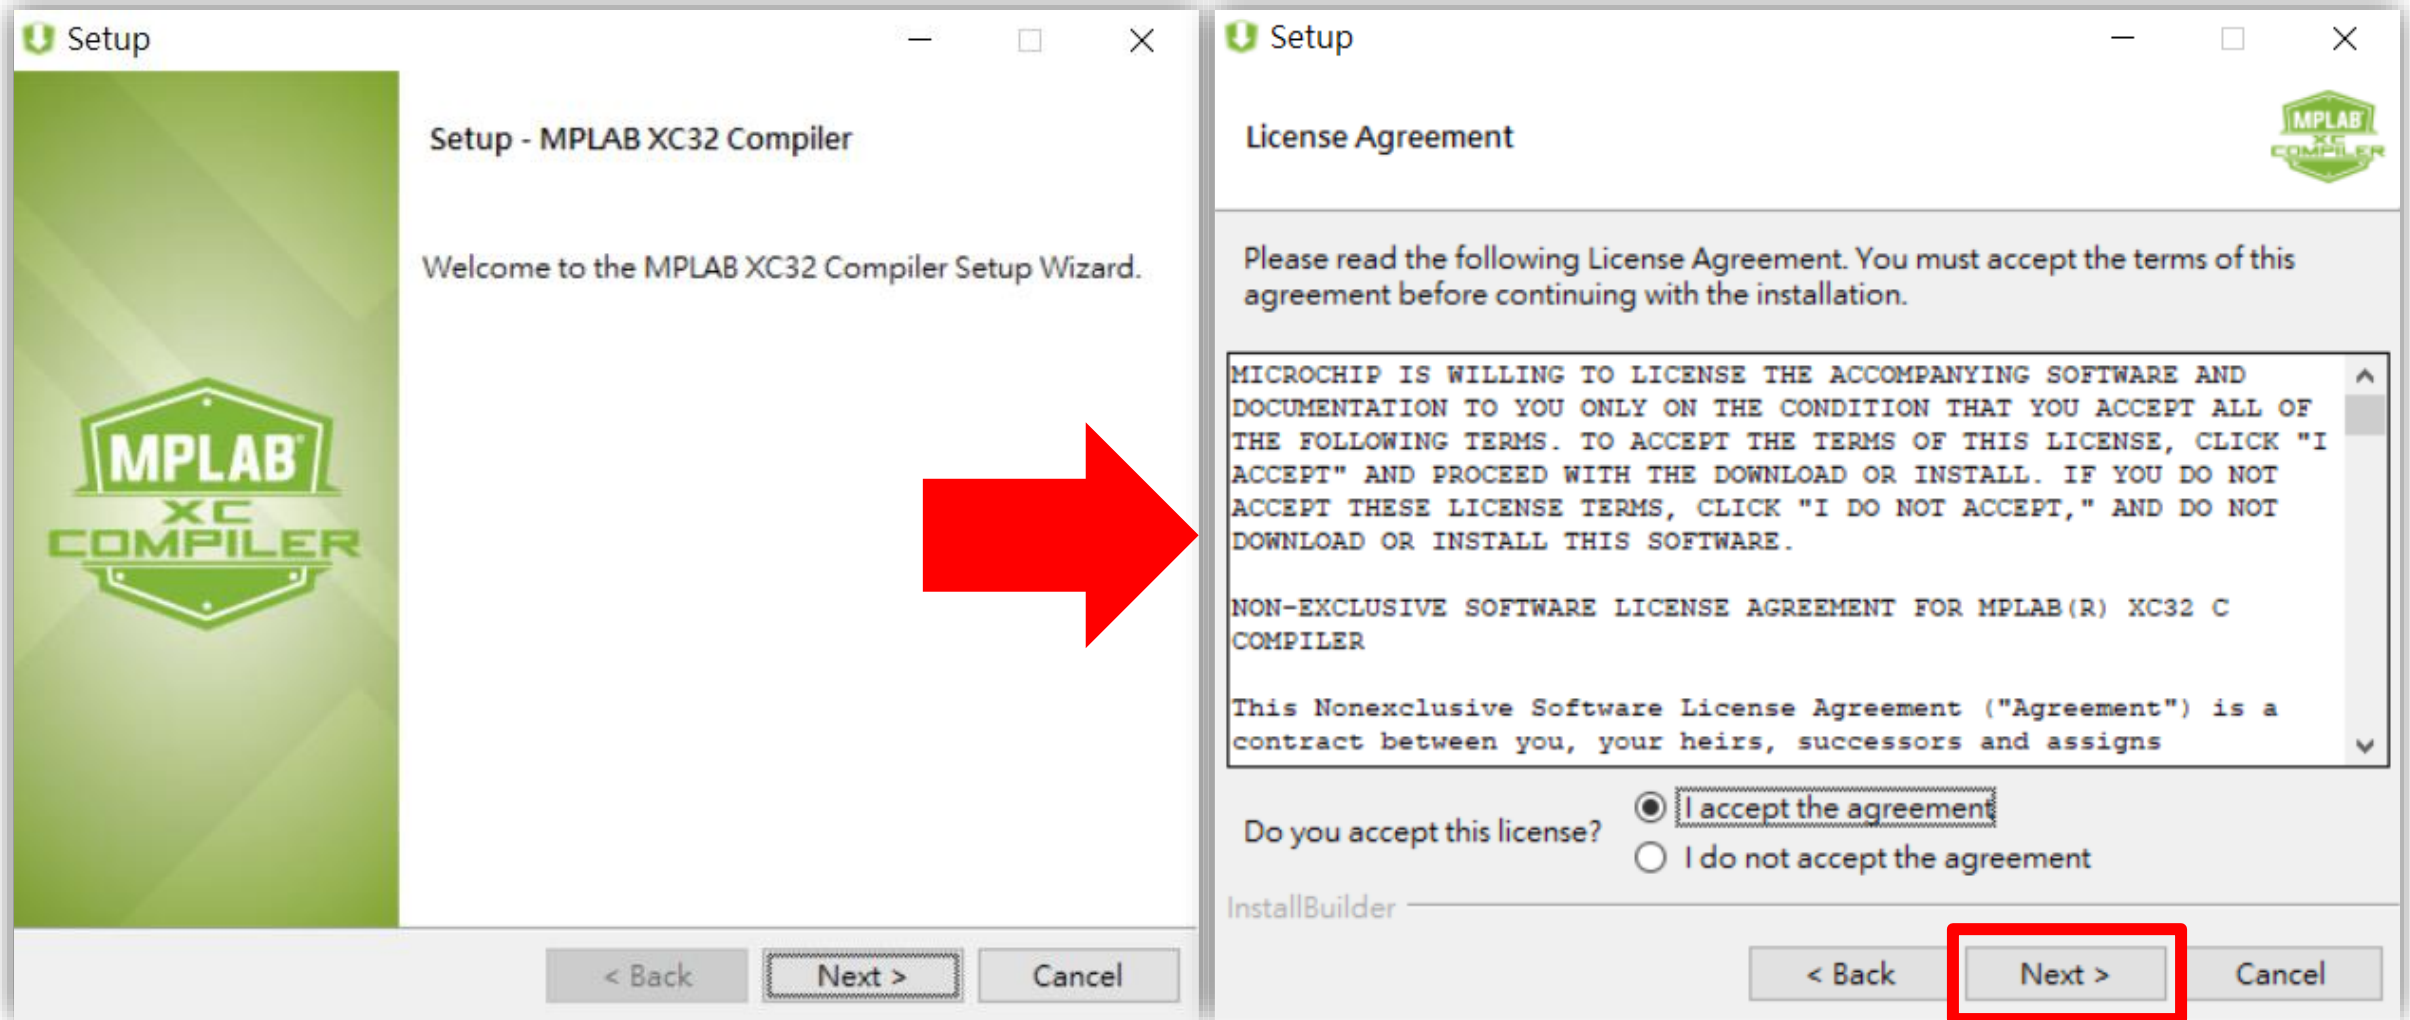 Setup
Setup - MPLAB XC32 Compiler
Welcome to the MPLAB XC32 Compiler Setup Wizard.
MPLAB®
XC
COMPILER
< Back
Next >
Cancel
Setup
License Agreement
MPLAB
XC
COMPILER
Please read the following License Agreement. You must accept the terms of this
agreement before continuing with the installation.
MICROCHIP IS WILLING TO LICENSE THE ACCOMPANYING SOFTWARE AND
DOCUMENTATION TO YOU ONLY ON THE CONDITION THAT YOU ACCEPT ALL OF
THE FOLLOWING TERMS. TO ACCEPT THE TERMS OF THIS LICENSE, CLICK "I
ACCEPT" AND PROCEED WITH THE DOWNLOAD OR INSTALL. IF YOU DO NOT
ACCEPT THESE LICENSE TERMS, CLICK "I DO NOT ACCEPT," AND DO NOT
DOWNLOAD OR INSTALL THIS SOFTWARE.
NON-EXCLUSIVE SOFTWARE LICENSE AGREEMENT FOR MPLAB(R) XC32 C
COMPILER
This Nonexclusive Software License Agreement ("Agreement") is a
contract between you, your heirs, successors and assigns
Do you accept this license?
I accept the agreement
I do not accept the agreement
InstallBuilder
< Back
Next >
Cancel